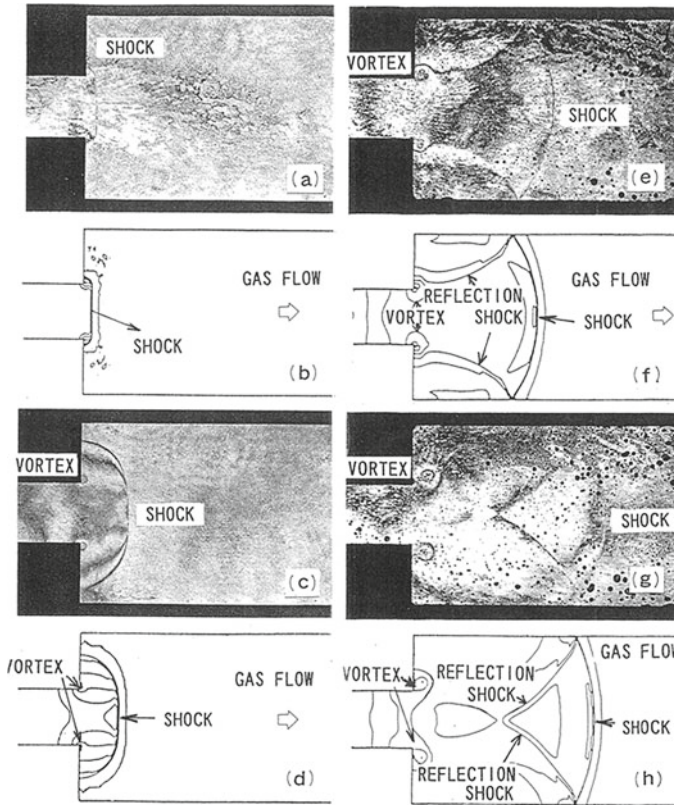 SHOCK
(a)
GAS FLOW
SHOCK
(b)
VORTEX
SHOCK
(c)
VORTEX
GAS FLOW
SHOCK
(d)
VORTEX
SHOCK
(e)
GAS FLOW
REFLECTION
VORTEX SHOCK
SHOCK
(f)
VORTEX
SHOCK
(g)
GAS FLOW
VORTEX
REFLECTION
SHOCK
SHOCK
REFLECTION
SHOCK
(h)